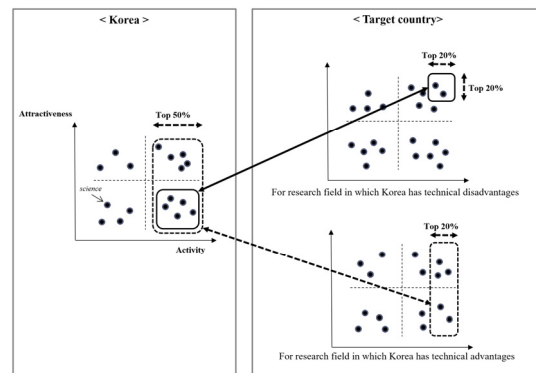 < Korea >
< Target country >
Top 20%
Top 20%
Top 50%
Attractiveness
science
Activity
For research field in which Korea has technical disadvantages
Top 20%
For research field in which Korea has technical advantages